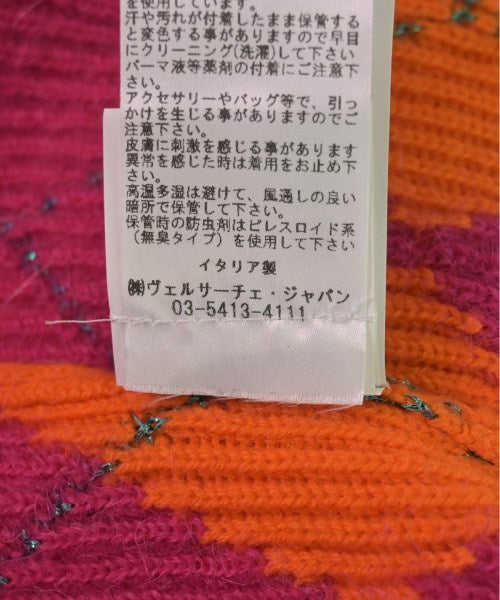 を使用しています。
汗や汚れが付着したまま保管する
と変色する事がありますので早目
にクリーニング(洗濯)して下さい
パーマ液等薬剤の付着にご注意下
さい。
アクセサリーやバッグ等で、引っ
かけを生じる事がありますのでご
注意下さい。
皮膚に刺激を感じる事があります
異常を感じた時は着用をお止め下
さい。
高温多湿は避けて、風通しの良い
暗所で保管して下さい。
保管時の防虫剤はピレスロイド系
(無臭タイプ)を使用して下さい
イタリア製
㈱ヴェルサーチェ・ジャパン
03-5413-4111